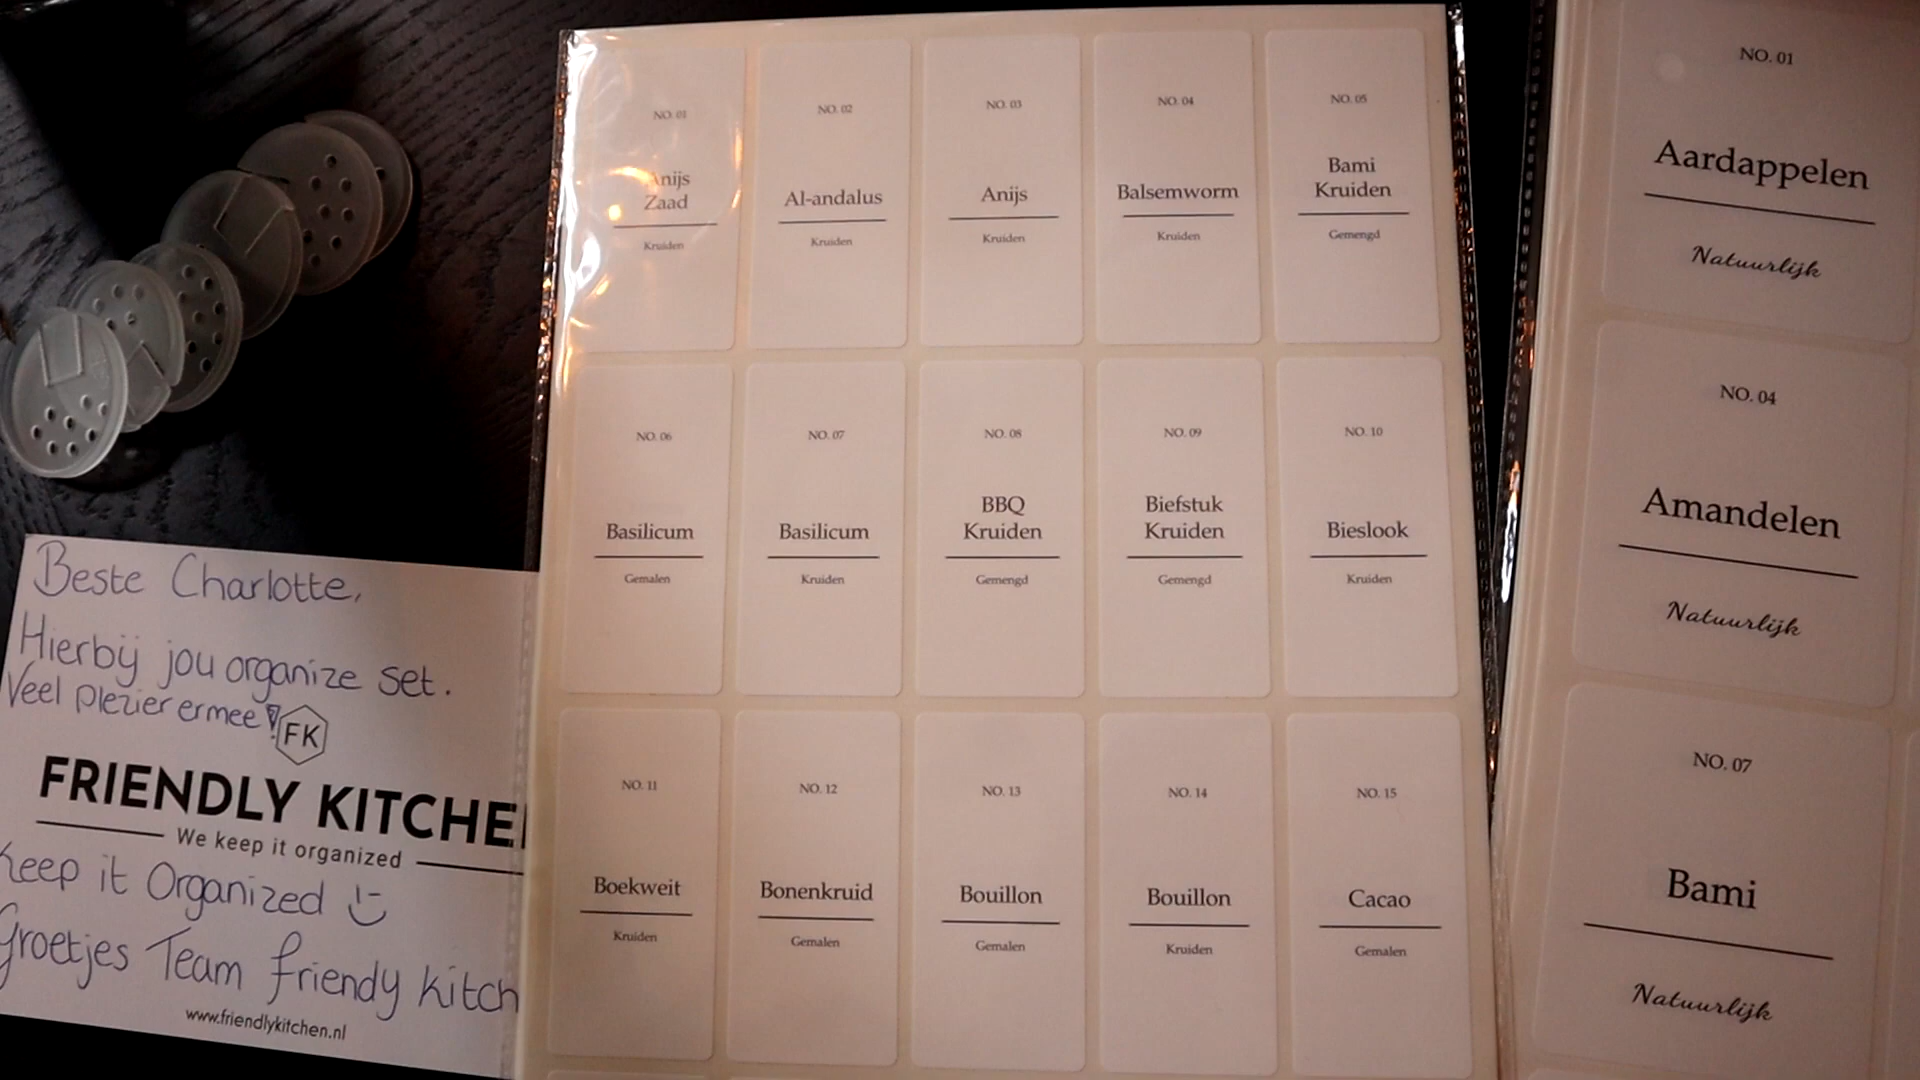 Beste Charlotte,
Hierbij jou organize set.
Veel plezier ermee!
FK
FRIENDLY KITCHE
We keep it organized
Keep it Organized
Groetjes Team friendy kitch
www.friendlykitchen.nl
NO. 01
Anijs
Zaad
Kruiden
NO. 02
Al-andalus
Kruiden
NO. 03
Anijs
Kruiden
NO. 04
Balsemworm
Kruiden
NO. 05
Bami
Kruiden
Gemengd
NO. 06
Basilicum
Gemalen
NO. 07
Basilicum
Kruiden
NO. 08
BBQ
Kruiden
Gemengd
NO. 09
Biefstuk
Kruiden
Gemengd
NO. 10
Bieslook
Kruiden
NO. 11
Boekweit
Kruiden
NO. 12
Bonenkruid
Gemalen
NO. 13
Bouillon
Gemalen
NO. 14
Bouillon
Kruiden
NO. 15
Cacao
Gemalen
NO. 01
Aardappelen
Natuurlijk
NO. 04
Amandelen
Natuurlijk
NO. 07
Bami
Natuurlijk